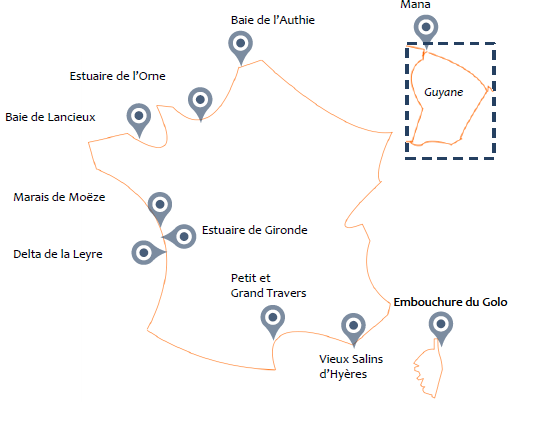 Mana
Baie de l'Authie
Estuaire de l'Orne
Guyane
Baie de Lancieux
Marais de Moëze
Estuaire de Gironde
Delta de la Leyre
Petit et
Grand Travers
Embouchure du Golo
Vieux Salins
d'Hyères